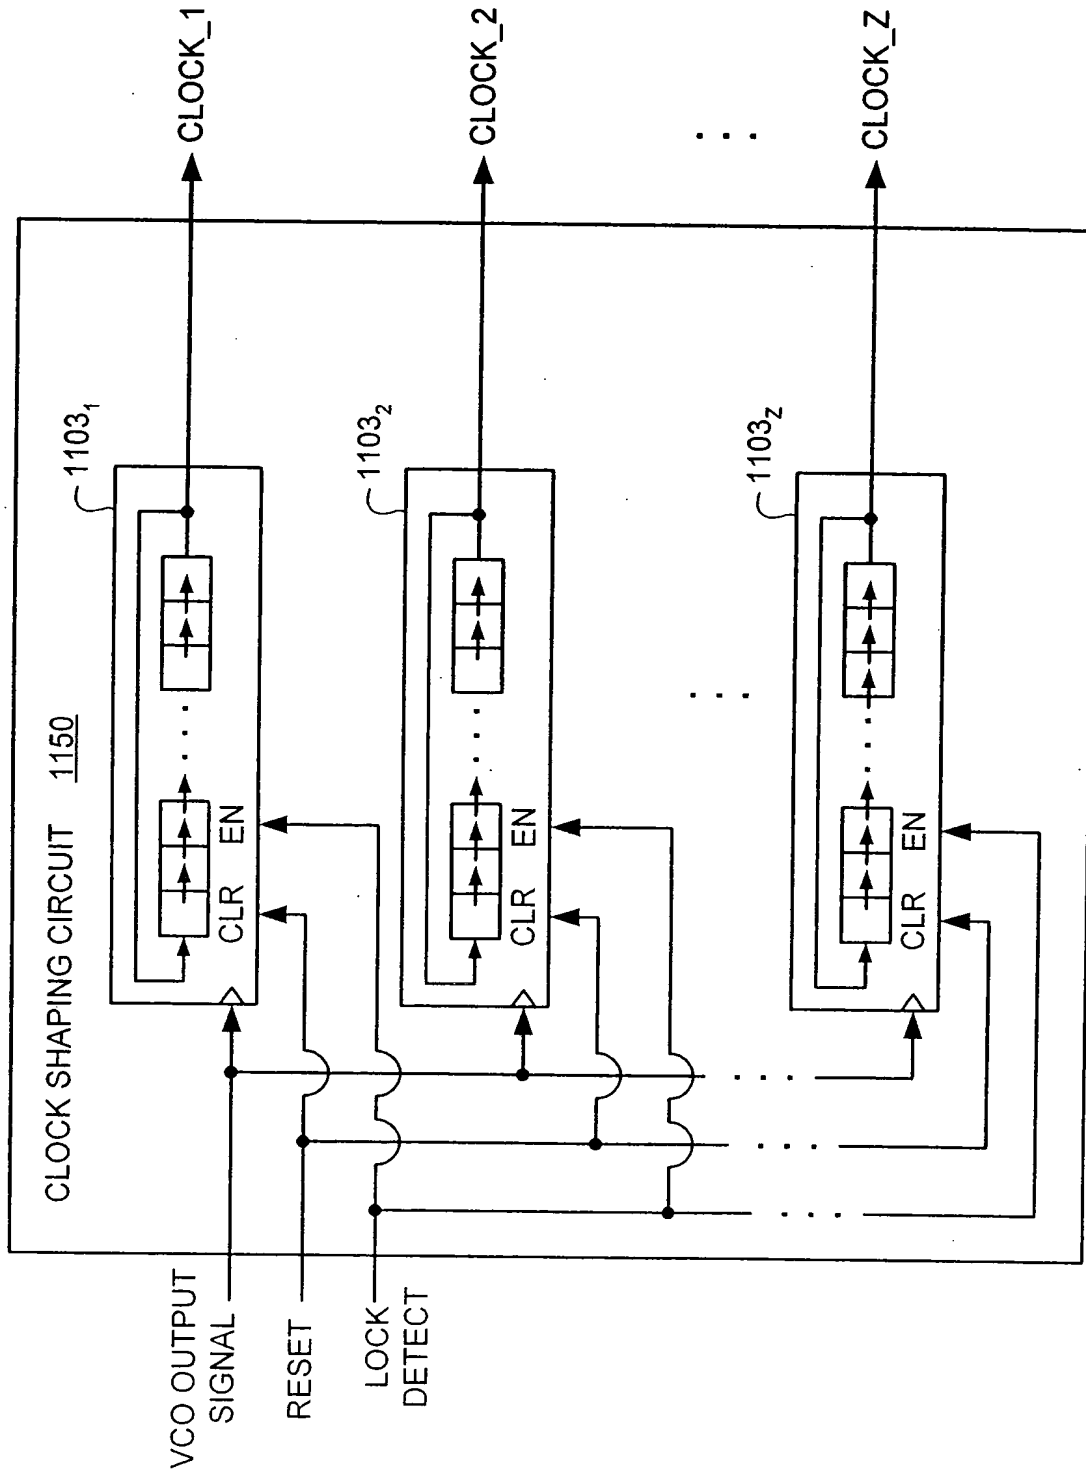 CLOCK SHAPING CIRCUIT 1150
VCO OUTPUT
SIGNAL
RESET
LOCK
DETECT
1103₁
CLR EN
CLOCK_1
1103₂
CLR EN
CLOCK_2
1103Z
CLR EN
CLOCK_Z